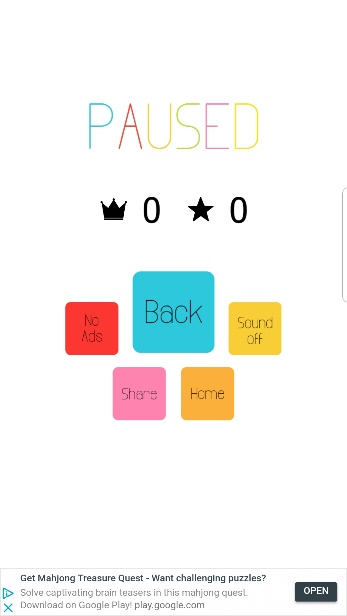 PAUSED
0 0
No
Ads
Back
Sound
off
Share
Home
Get Mahjong Treasure Quest - Want challenging puzzles?
Solve captivating brain teasers in this mahjong quest.
Download on Google Play! play.google.com
OPEN